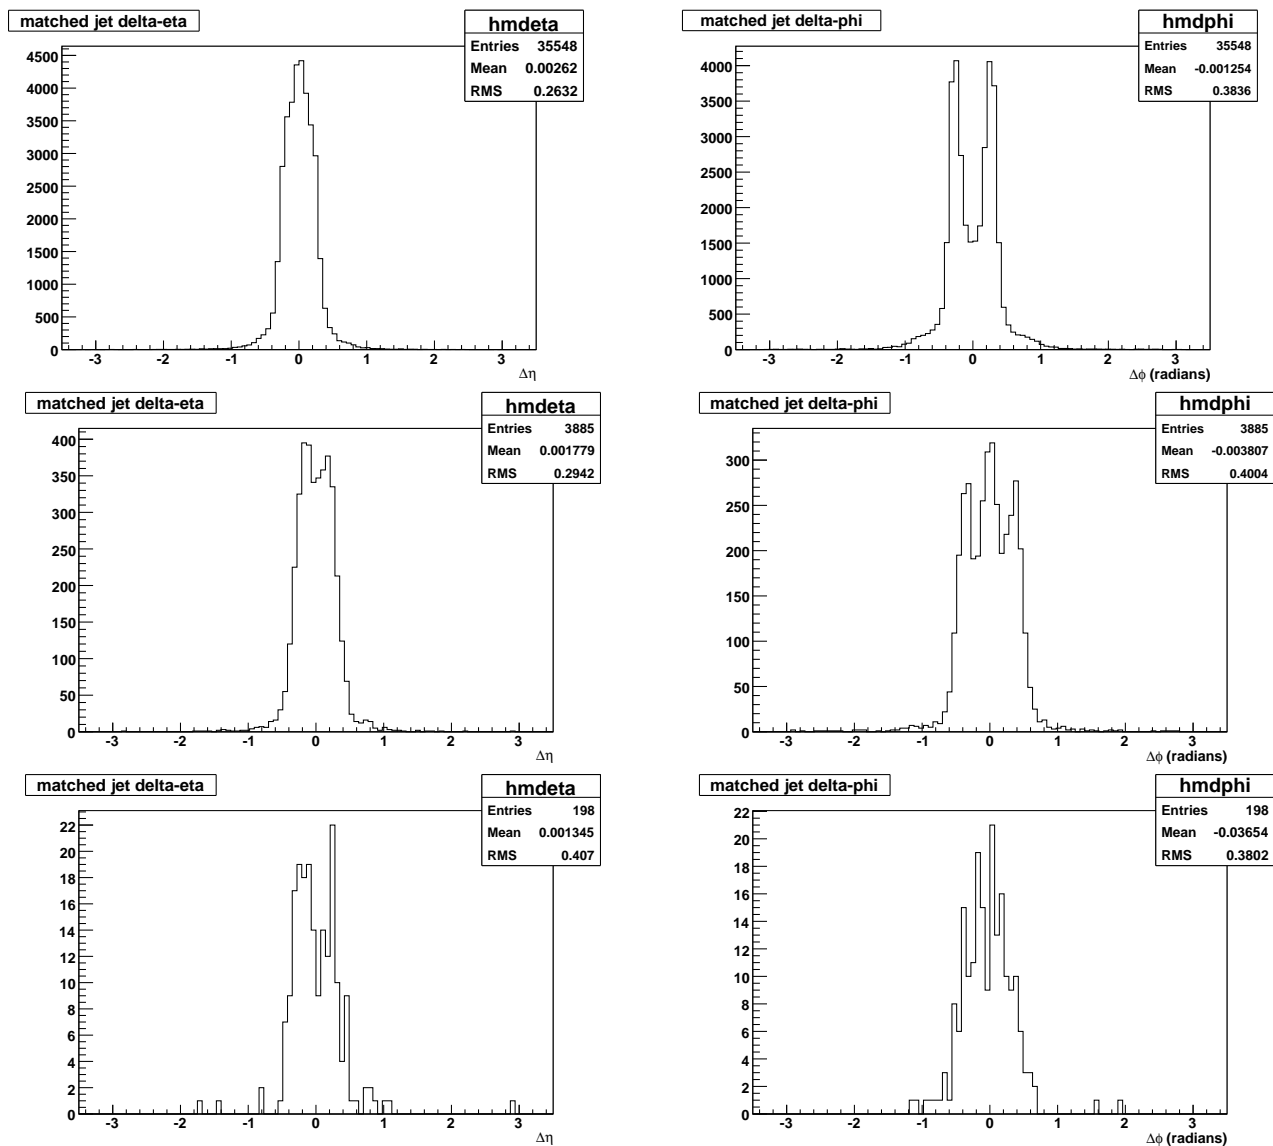 matched jet delta-eta
hmdeta
Entries 35548
Mean 0.00262
RMS 0.2632
4500
4000
3500
3000
2500
2000
1500
1000
500
0
-3 -2 -1 0 1 2 3
Δη
matched jet delta-phi
hmdphi
Entries 35548
Mean -0.001254
RMS 0.3836
4000
3500
3000
2500
2000
1500
1000
500
0
-3 -2 -1 0 1 2 3
Δϕ (radians)
matched jet delta-eta
hmdeta
Entries 3885
Mean 0.001779
RMS 0.2942
400
350
300
250
200
150
100
50
0
-3 -2 -1 0 1 2 3
Δη
matched jet delta-phi
hmdphi
Entries 3885
Mean -0.003807
RMS 0.4004
300
250
200
150
100
50
0
-3 -2 -1 0 1 2 3
Δϕ (radians)
matched jet delta-eta
hmdeta
Entries 198
Mean 0.001345
RMS 0.407
22
20
18
16
14
12
10
8
6
4
2
0
-3 -2 -1 0 1 2 3
Δη
matched jet delta-phi
hmdphi
Entries 198
Mean -0.03654
RMS 0.3802
22
20
18
16
14
12
10
8
6
4
2
0
-3 -2 -1 0 1 2 3
Δϕ (radians)